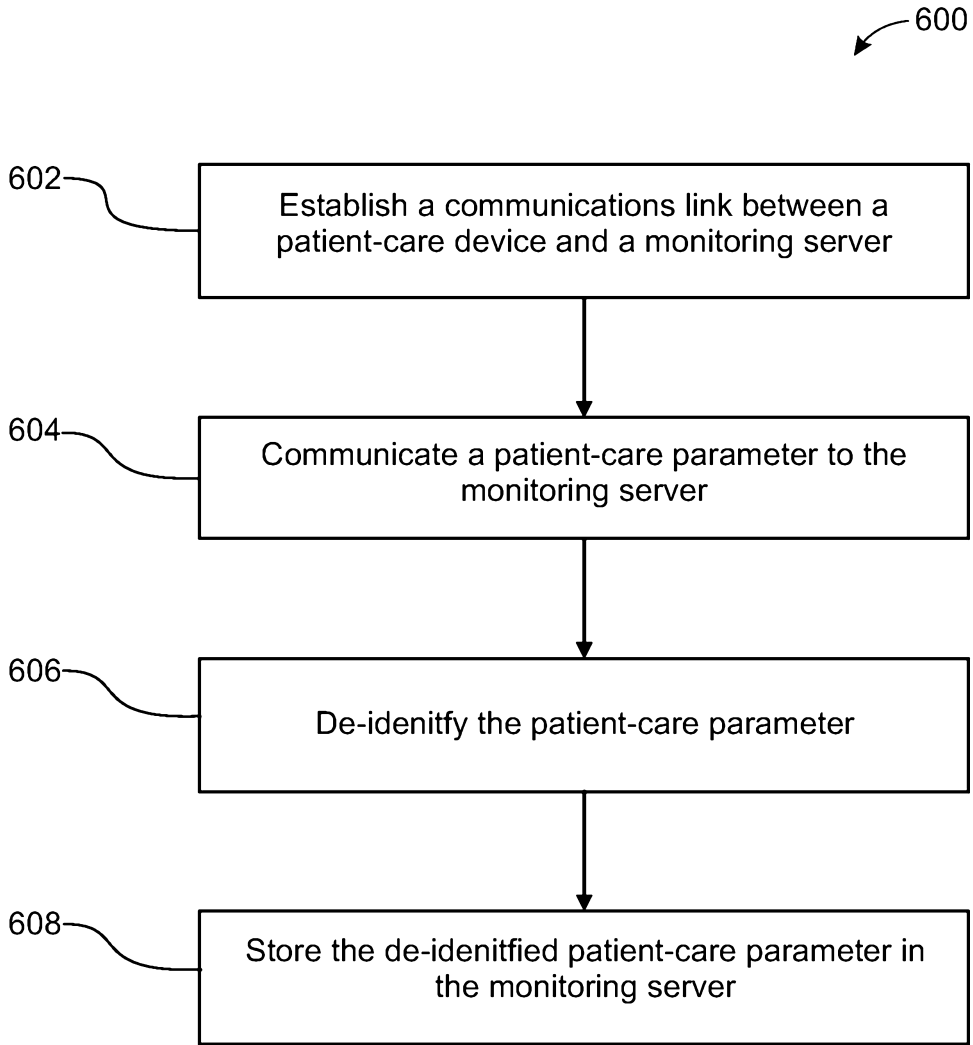 600
602
Establish a communications link between a
patient-care device and a monitoring server
604
Communicate a patient-care parameter to the
monitoring server
606
De-idenitfy the patient-care parameter
608
Store the de-idenitfied patient-care parameter in
the monitoring server